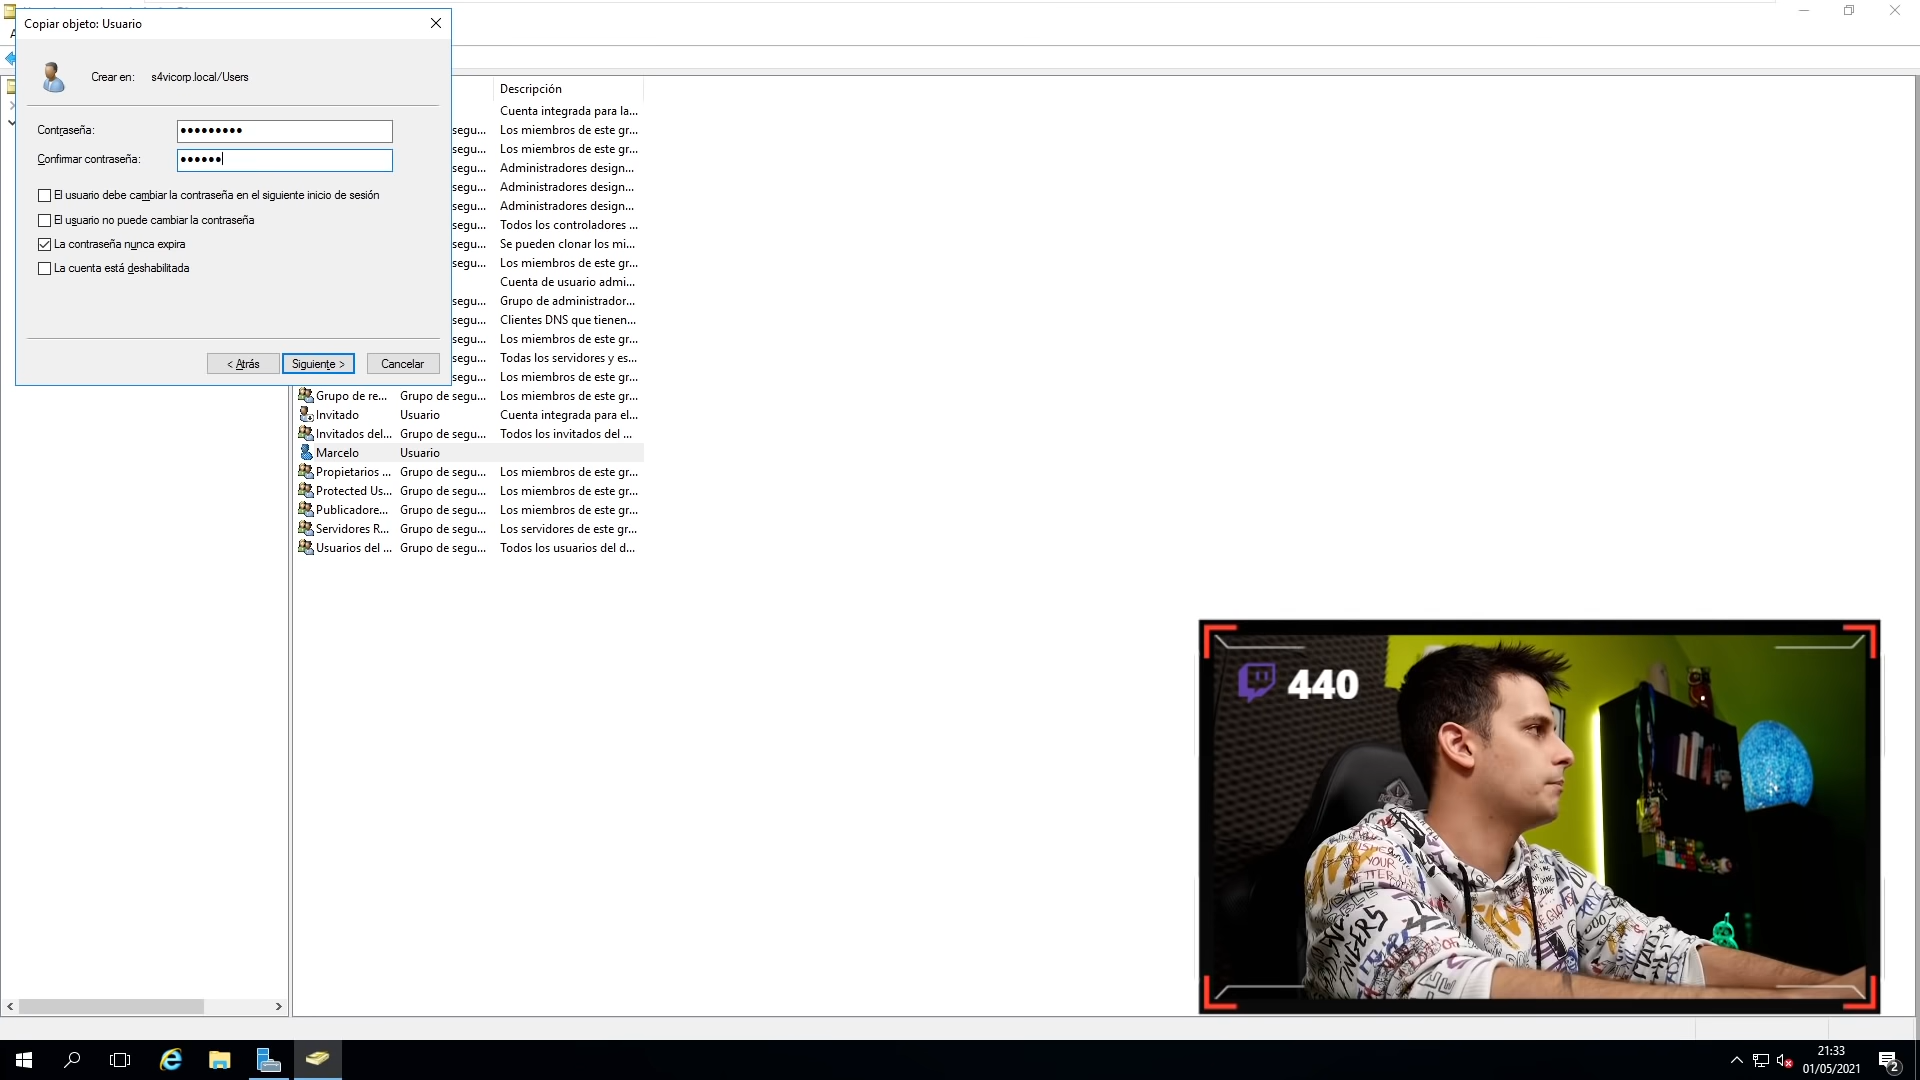 Copiar objeto: Usuario
Crear en: s4vicorp.local/Users
Contraseña:
Confirmar contraseña:
El usuario debe cambiar la contraseña en el siguiente inicio de sesión
El usuario no puede cambiar la contraseña
La contraseña nunca expira
La cuenta está deshabilitada
< Atrás
Siguiente >
Cancelar
Descripción
Cuenta integrada para la...
segu... Los miembros de este gr...
segu... Los miembros de este gr...
segu... Administradores design...
segu... Administradores design...
segu... Administradores design...
segu... Todos los controladores ...
segu... Se pueden clonar los mi...
segu... Los miembros de este gr...
Cuenta de usuario admi...
segu... Grupo de administrador...
segu... Clientes DNS que tienen...
segu... Los miembros de este gr...
segu... Todas los servidores y es...
segu... Los miembros de este gr...
Grupo de re... Grupo de segu... Los miembros de este gr...
Invitado Usuario Cuenta integrada para el...
Invitados del... Grupo de segu... Todos los invitados del ...
Marcelo Usuario
Propietarios ... Grupo de segu... Los miembros de este gr...
Protected Us... Grupo de segu... Los miembros de este gr...
Publicadore... Grupo de segu... Los miembros de este gr...
Servidores R... Grupo de segu... Los servidores de este gr...
Usuarios del ... Grupo de segu... Todos los usuarios del d...
440
21:33
01/05/2021
2